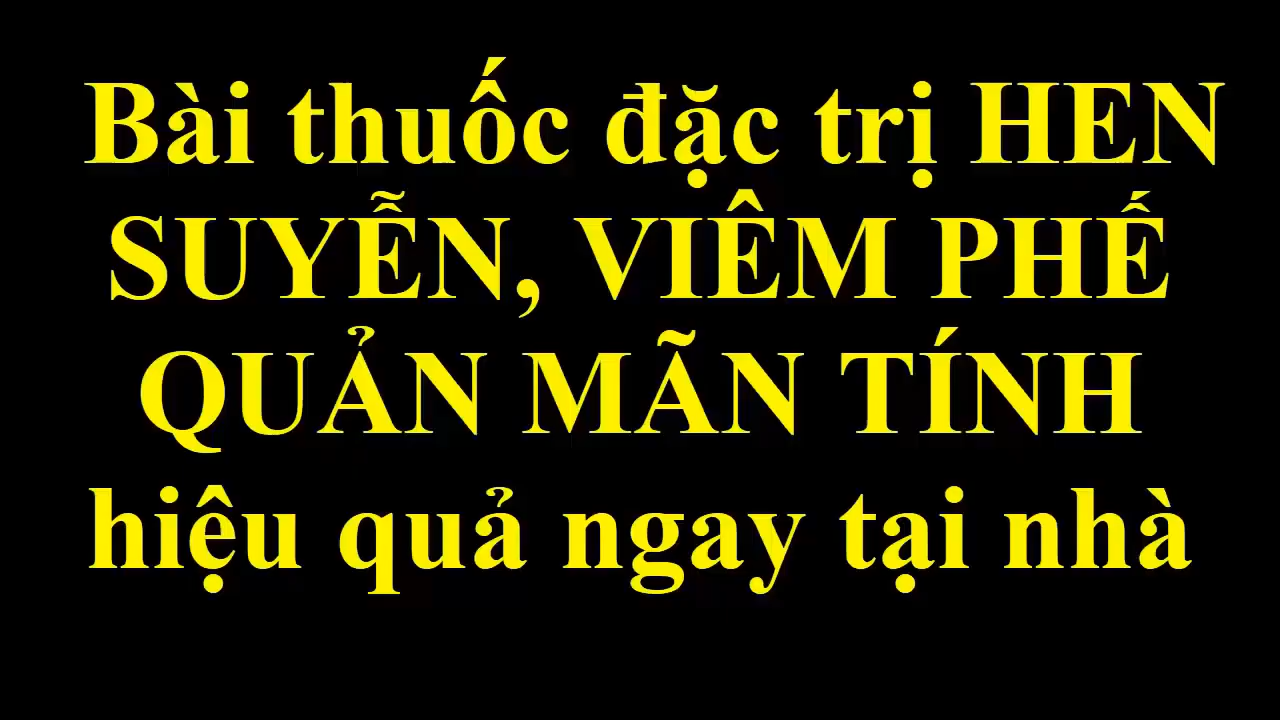 Bài thuốc đặc trị HEN
SUYỄN, VIÊM PHẾ
QUẢN MÃN TÍNH
hiệu quả ngay tại nhà